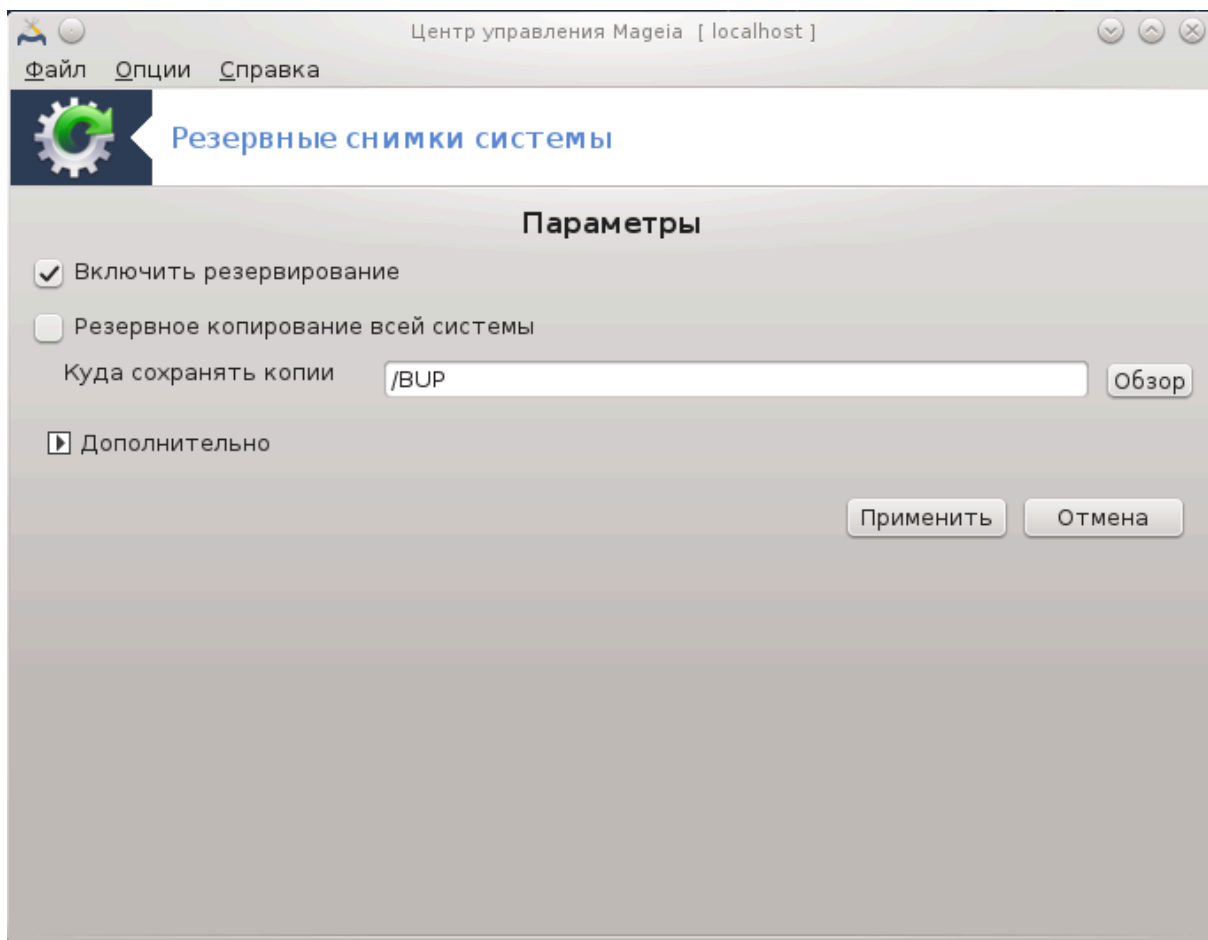 Центр управления Mageia [ localhost ]
Файл Опции Справка
Резервные снимки системы
Параметры
Включить резервирование
Резервное копирование всей системы
Куда сохранять копии /BUP Обзор
Дополнительно
Применить Отмена